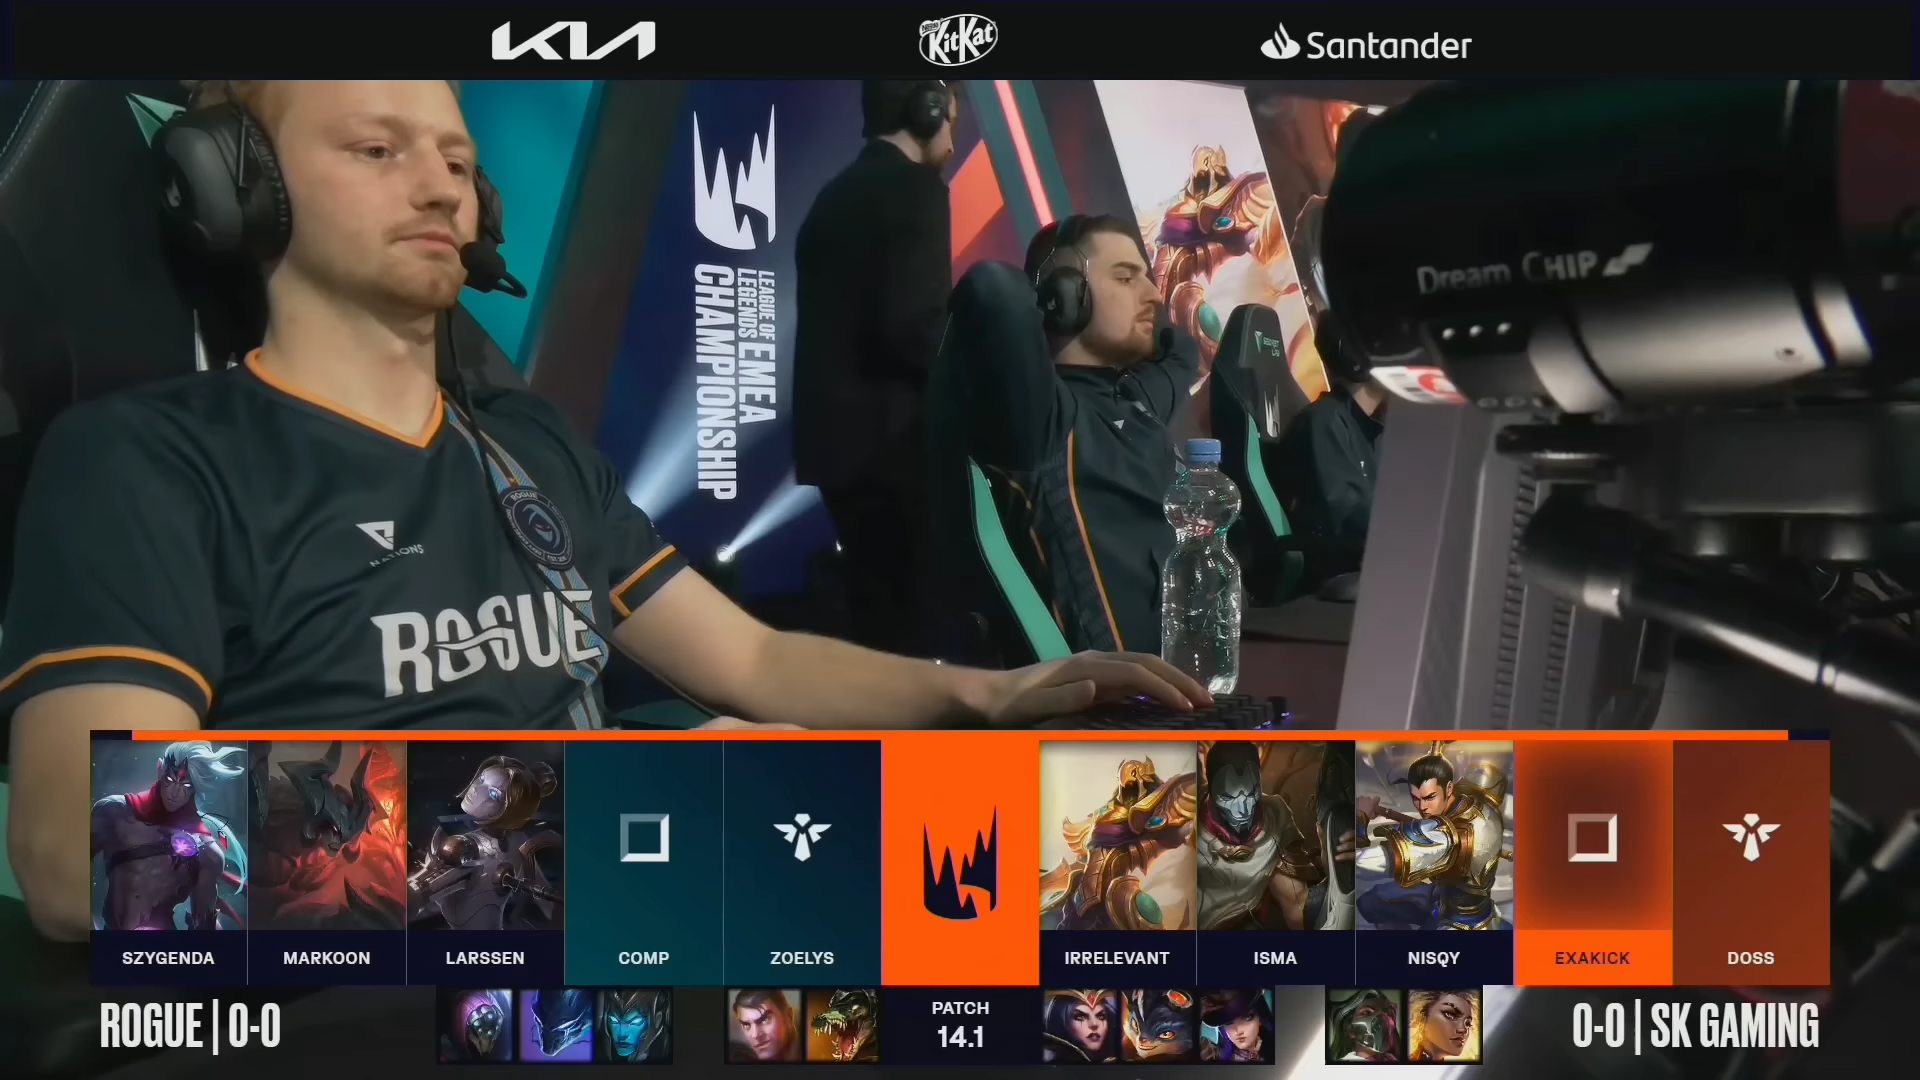 KIA
Nestlé
KitKat
Santander
LEAGUE OF
LEGENDS EMEA
CHAMPIONSHIP
Dream CHIP
NATIONS
ROGUE
SZYGENDA
MARKOON
LARSSEN
COMP
ZOELYS
IRRELEVANT
ISMA
NISQY
EXAKICK
DOSS
ROGUE | 0-0
PATCH
14.1
0-0 | SK GAMING